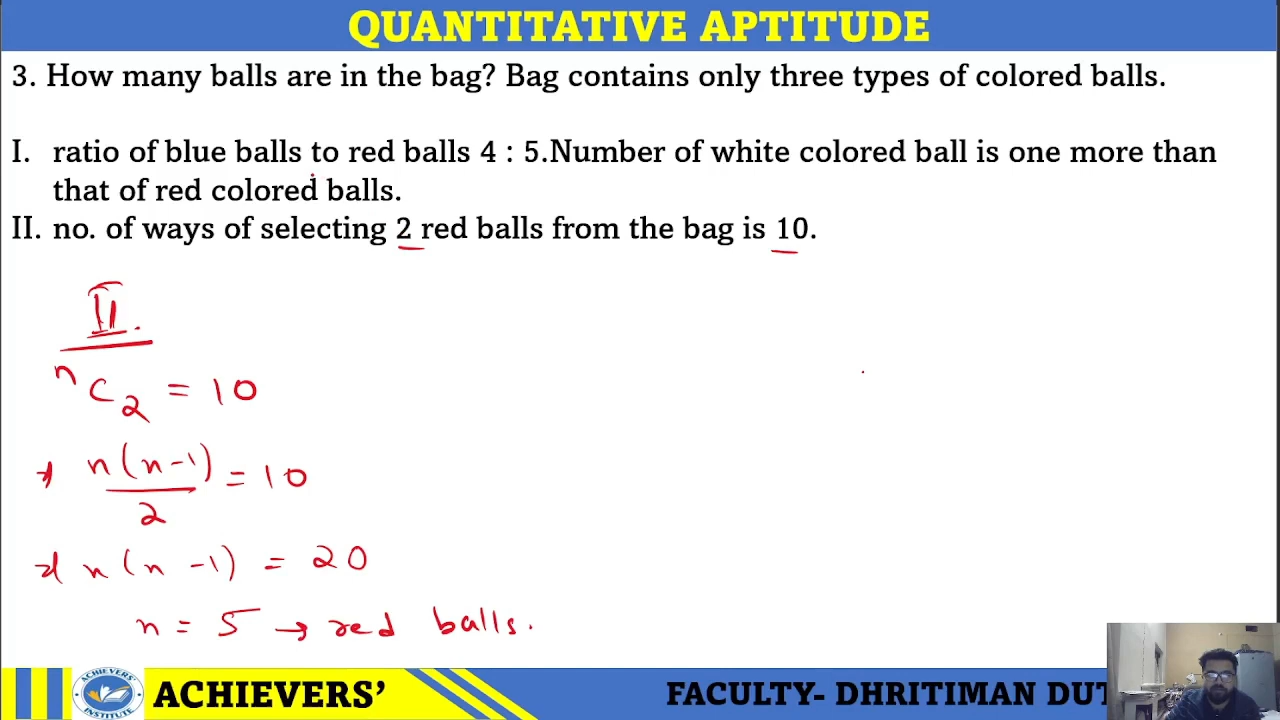 QUANTITATIVE APTITUDE
3. How many balls are in the bag? Bag contains only three types of colored balls.
I. ratio of blue balls to red balls 4 : 5.Number of white colored ball is one more than
that of red colored balls.
II. no. of ways of selecting 2 red balls from the bag is 10.
II.
ⁿC₂ = 10
n(n-1)/2 = 10
n(n-1) = 20
n = 5 → red balls.
ACHIEVERS' INSTITUTE
ACHIEVERS’
FACULTY- DHRITIMAN DUT